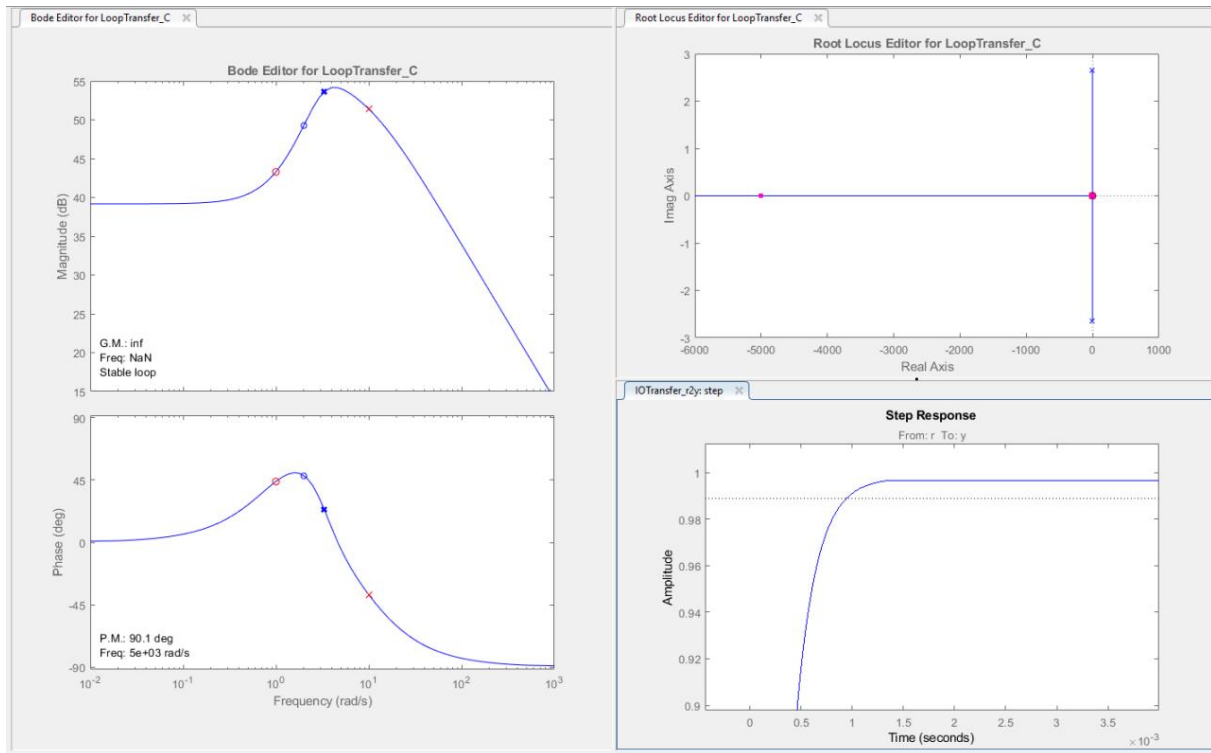 Bode Editor for LoopTransfer_C
Bode Editor for LoopTransfer_C
55
50
45
40
35
30
25
20
15
Magnitude (dB)
G.M.: inf
Freq: NaN
Stable loop
90
45
0
-45
-90
Phase (deg)
P.M.: 90.1 deg
Freq: 5e+03 rad/s
10^-2 10^-1 10^0 10^1 10^2 10^3
Frequency (rad/s)
Root Locus Editor for LoopTransfer_C
Root Locus Editor for LoopTransfer_C
3
2
1
0
-1
-2
-3
Imag Axis
-6000 -5000 -4000 -3000 -2000 -1000 0 1000
Real Axis
IOTransfer_r2y: step
Step Response
From: r To: y
1
0.98
0.96
0.94
0.92
0.9
Amplitude
0 0.5 1 1.5 2 2.5 3 3.5
Time (seconds)
×10^-3